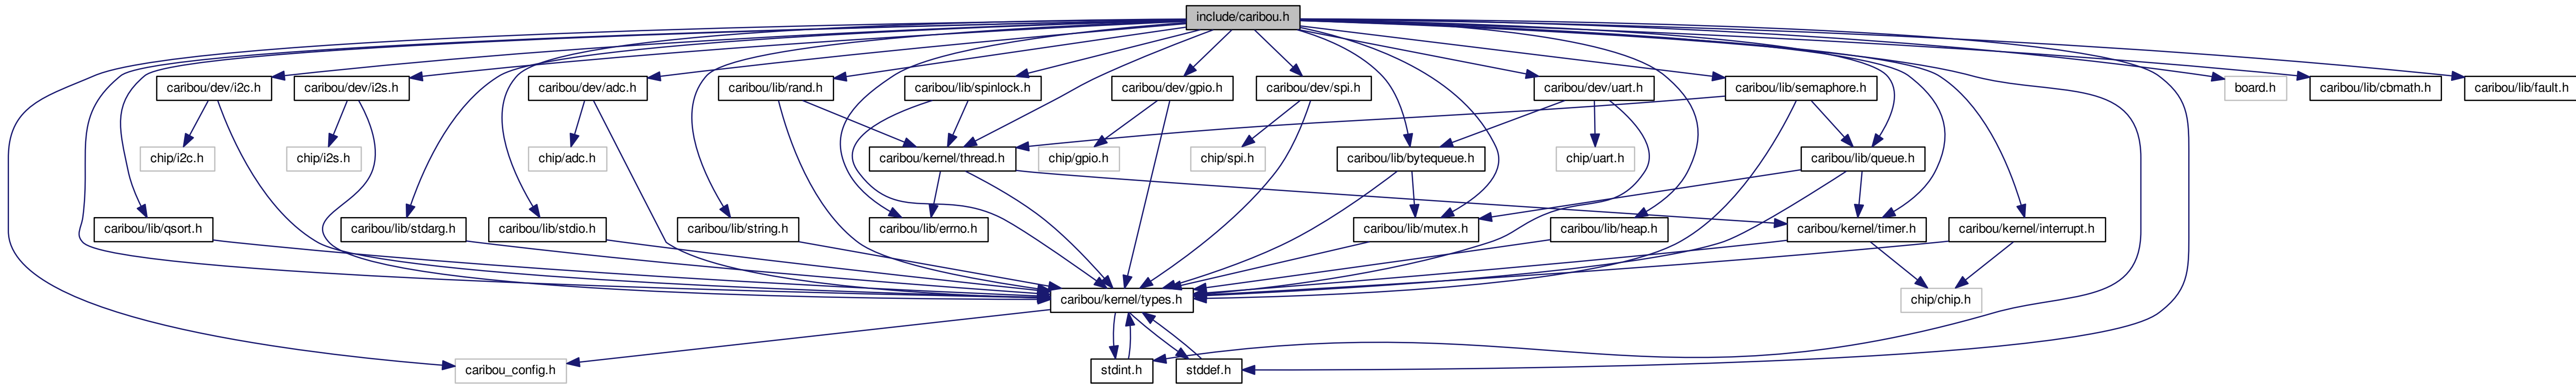 include/caribou.h
caribou/dev/i2c.h
caribou/dev/i2s.h
caribou/dev/adc.h
caribou/lib/rand.h
caribou/lib/spinlock.h
caribou/dev/gpio.h
caribou/dev/spi.h
caribou/dev/uart.h
caribou/lib/semaphore.h
board.h
caribou/lib/cbmath.h
caribou/lib/fault.h
chip/i2c.h
chip/i2s.h
chip/adc.h
caribou/kernel/thread.h
chip/gpio.h
chip/spi.h
caribou/lib/bytequeue.h
chip/uart.h
caribou/lib/queue.h
caribou/lib/qsort.h
caribou/lib/stdarg.h
caribou/lib/stdio.h
caribou/lib/string.h
caribou/lib/errno.h
caribou/lib/mutex.h
caribou/lib/heap.h
caribou/kernel/timer.h
caribou/kernel/interrupt.h
caribou/kernel/types.h
chip/chip.h
caribou_config.h
stdint.h
stddef.h